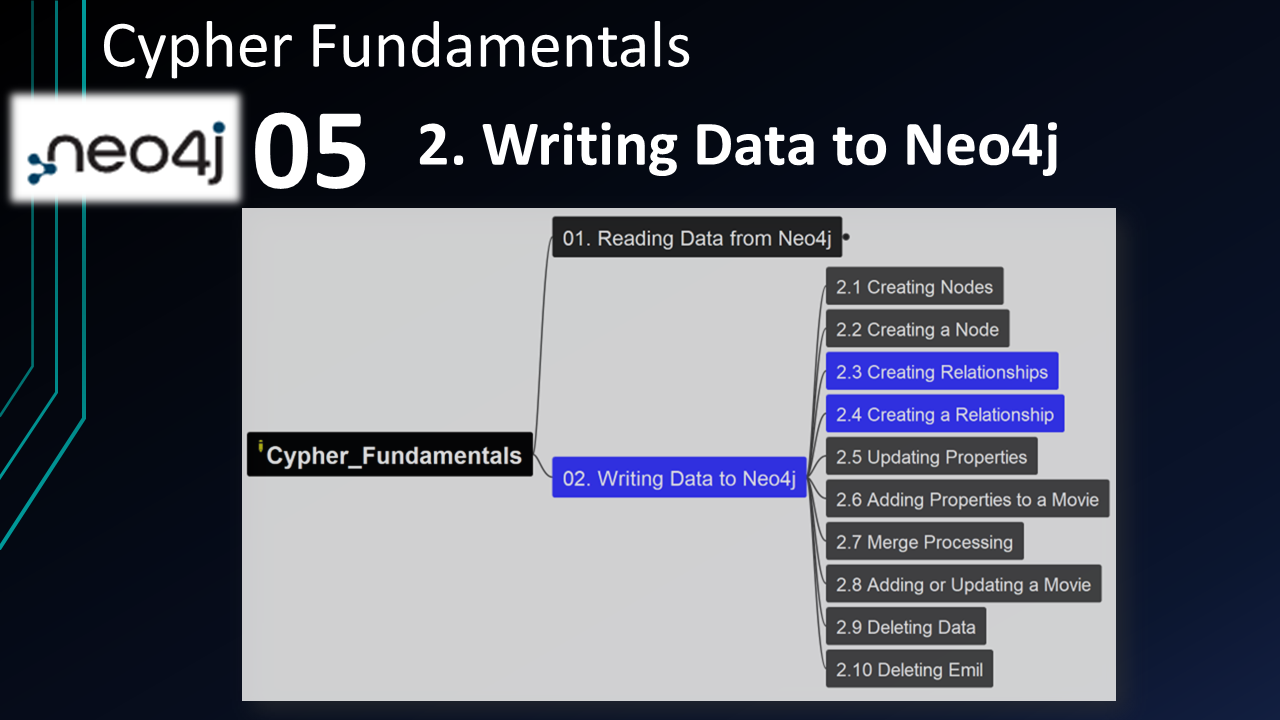 Cypher Fundamentals
neo4j
05
2. Writing Data to Neo4j
01. Reading Data from Neo4j
2.1 Creating Nodes
2.2 Creating a Node
2.3 Creating Relationships
2.4 Creating a Relationship
Cypher_Fundamentals
2.5 Updating Properties
02. Writing Data to Neo4j
2.6 Adding Properties to a Movie
2.7 Merge Processing
2.8 Adding or Updating a Movie
2.9 Deleting Data
2.10 Deleting Emil